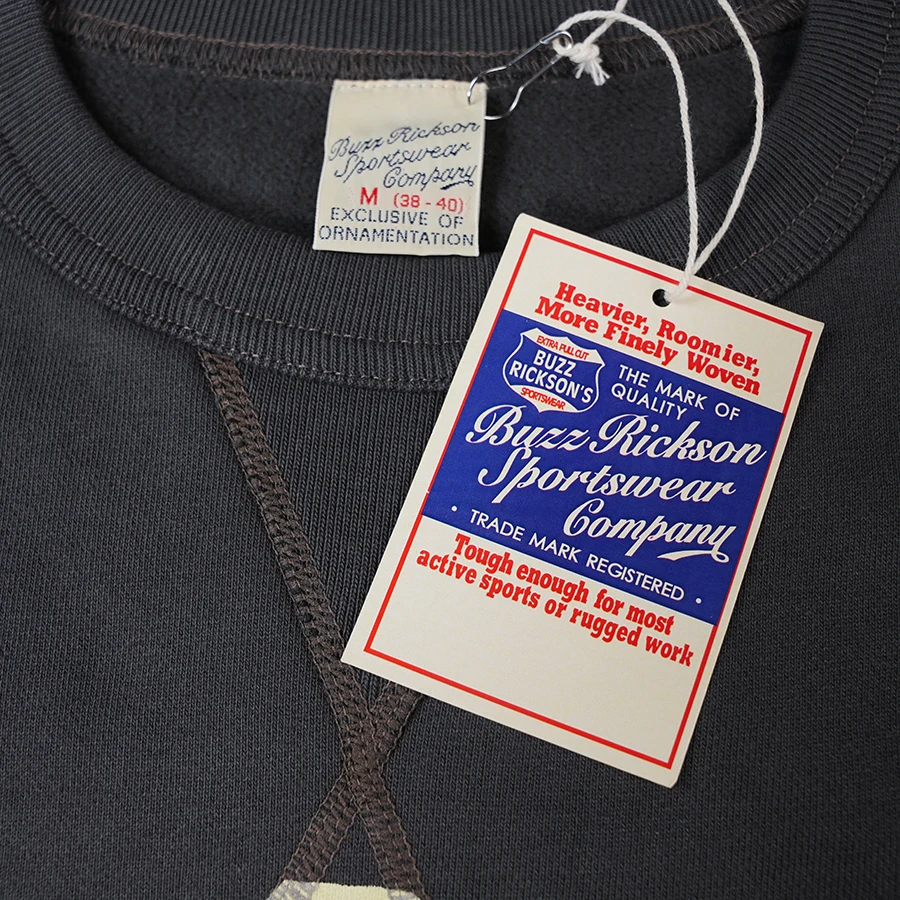 Buzz Rickson
Sportswear
Company
M (38 - 40)
EXCLUSIVE OF
ORNAMENTATION
Heavier, Roomier,
More Finely Woven
EXTRA FULL CUT
BUZZ
RICKSON'S
SPORTSWEAR
THE MARK OF
QUALITY
Buzz Rickson
Sportswear
Company
• TRADE MARK REGISTERED •
Tough enough for most
active sports or rugged work